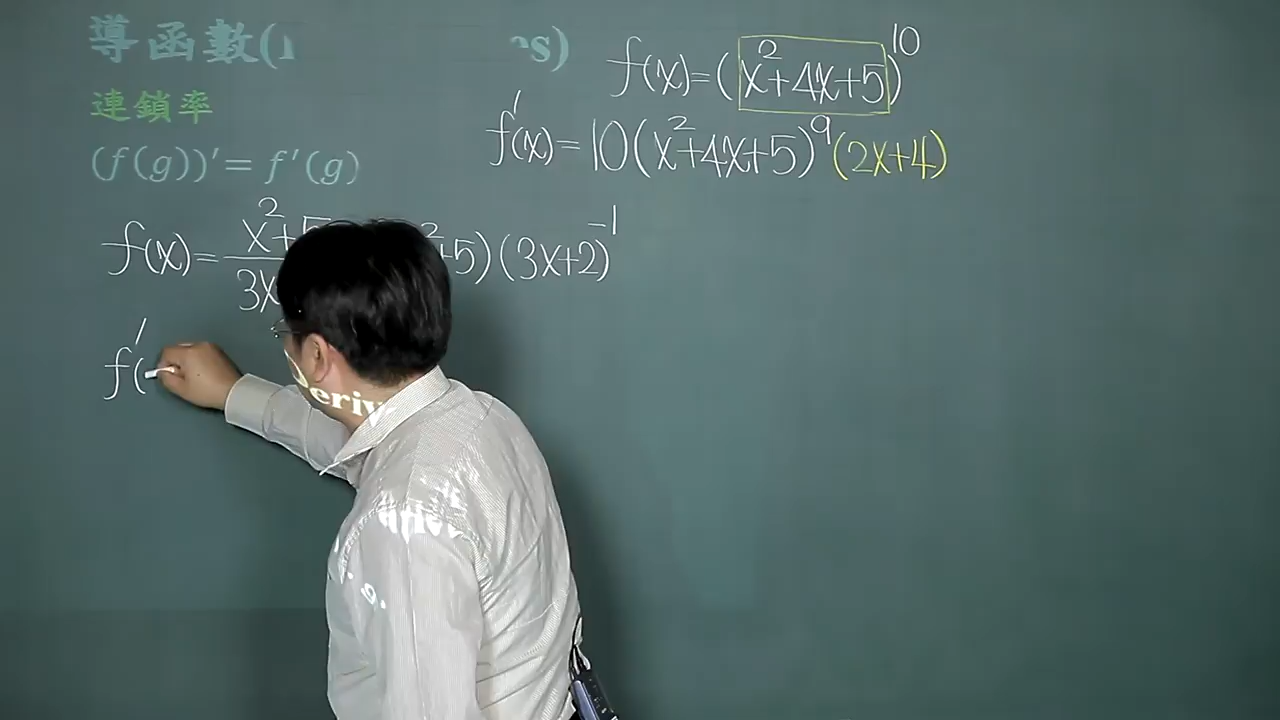 導函數(
es)
連鎖率
(f(g))′ = f′(g)
f(x)=(x²+4x+5)¹⁰
f'(x)=10(x²+4x+5)⁹(2x+4)
f(x)= x²+5 / 3x +5)(3x+2)⁻¹
f'(
eriv